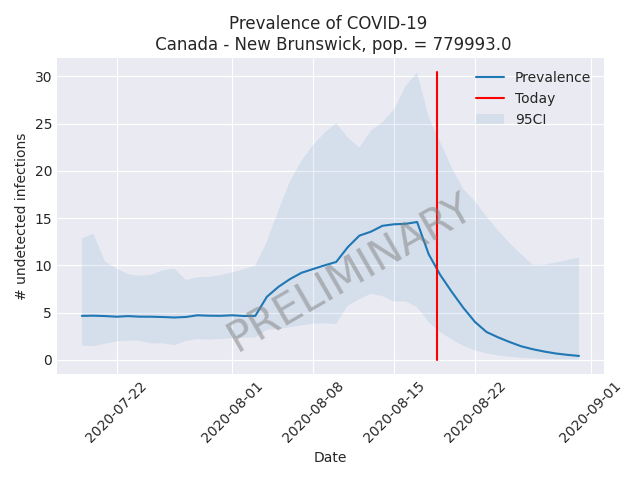 Prevalence of COVID-19
Canada - New Brunswick, pop. = 779993.0
# undetected infections
30
25
20
15
10
5
0
Prevalence
Today
95CI
PRELIMINARY
2020-07-22
2020-08-01
2020-08-08
2020-08-15
2020-08-22
2020-09-01
Date